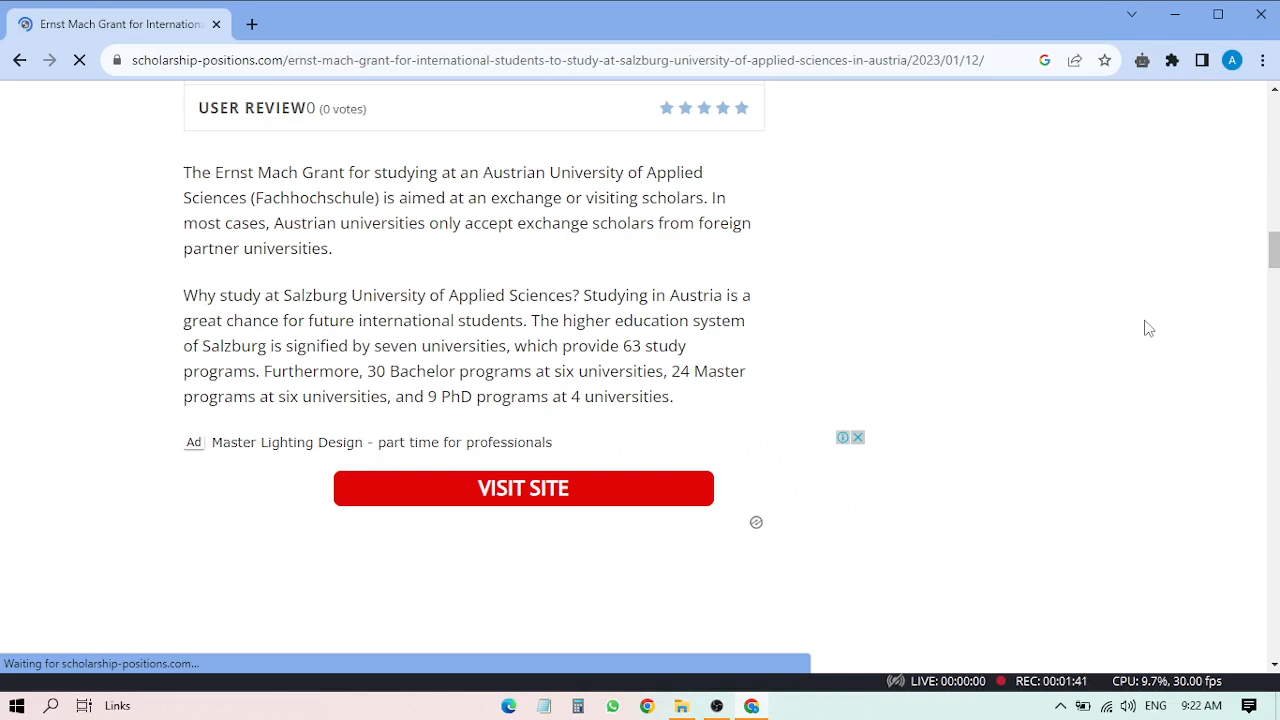 Ernst Mach Grant for Internation
scholarship-positions.com/ernst-mach-grant-for-international-students-to-study-at-salzburg-university-of-applied-sciences-in-austria/2023/01/12/
A
USER REVIEW0 (0 votes)
The Ernst Mach Grant for studying at an Austrian University of Applied
Sciences (Fachhochschule) is aimed at an exchange or visiting scholars. In
most cases, Austrian universities only accept exchange scholars from foreign
partner universities.
Why study at Salzburg University of Applied Sciences? Studying in Austria is a
great chance for future international students. The higher education system
of Salzburg is signified by seven universities, which provide 63 study
programs. Furthermore, 30 Bachelor programs at six universities, 24 Master
programs at six universities, and 9 PhD programs at 4 universities.
Ad Master Lighting Design - part time for professionals
VISIT SITE
Waiting for scholarship-positions.com...
LIVE: 00:00:00 REC: 00:01:41 CPU: 9.7%, 30.00 fps
Links ENG 9:22 AM